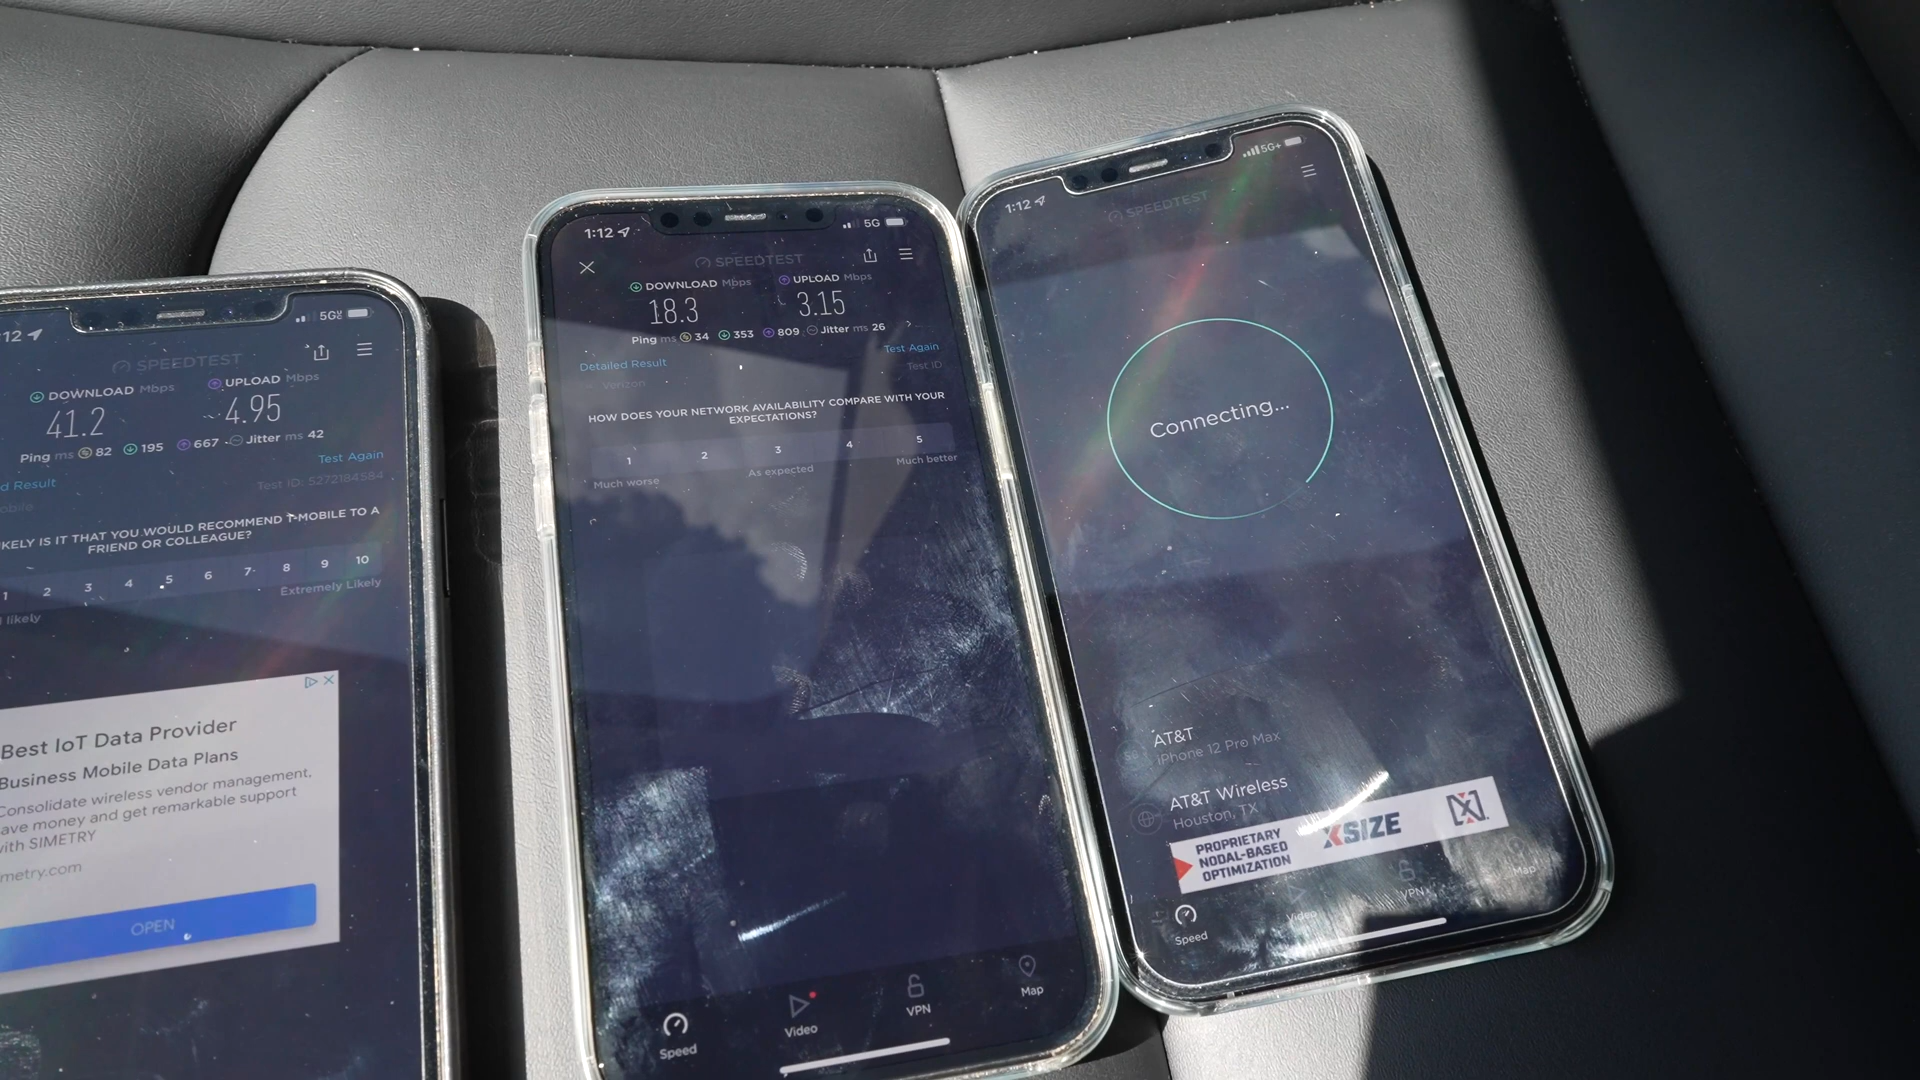 :12
5G
SPEEDTEST
DOWNLOAD Mbps
UPLOAD Mbps
41.2
4.95
Ping ms 82 195 667 Jitter ms 42
Test Again
d Result
Test ID: 5272184584
obile
KELY IS IT THAT YOU WOULD RECOMMEND T-MOBILE TO A
FRIEND OR COLLEAGUE?
1 2 3 4 5 6 7 8 9 10
Extremely Likely
likely
Best IoT Data Provider
Business Mobile Data Plans
Consolidate wireless vendor management,
ave money and get remarkable support
with SIMETRY
metry.com
OPEN
1:12
5G
SPEEDTEST
DOWNLOAD Mbps
UPLOAD Mbps
18.3
3.15
Ping ms 34 353 809 Jitter ms 26
Test Again
Detailed Result
Test ID
Verizon
HOW DOES YOUR NETWORK AVAILABILITY COMPARE WITH YOUR
EXPECTATIONS?
1 2 3 4 5
Much worse
As expected
Much better
Speed
Video
VPN
Map
1:12
5G+
SPEEDTEST
Connecting...
AT&T
iPhone 12 Pro Max
AT&T Wireless
Houston, TX
PROPRIETARY
NODAL-BASED
OPTIMIZATION
XSIZE
Speed
Video
VPN
Map